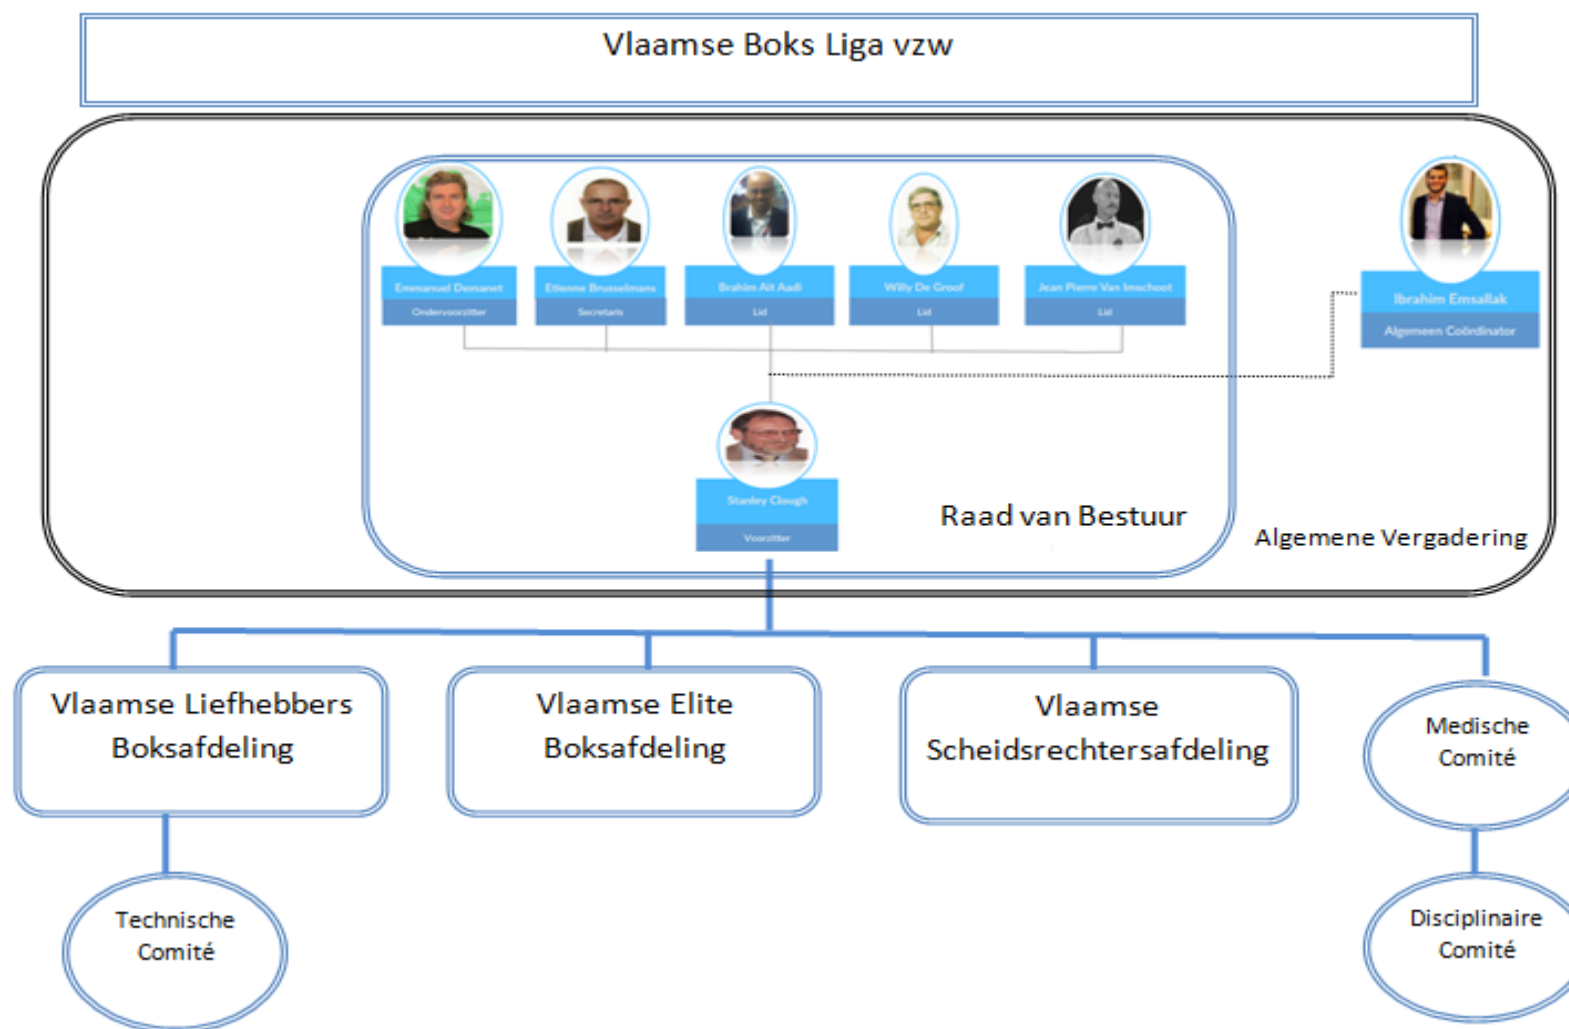 Vlaamse Boks Liga vzw
Emmanuel Demanet
Ondervoorzitter
Etienne Brusselmans
Secretaris
Brahim Ait Aadi
Lid
Willy De Groof
Lid
Jean Pierre Van Imschoot
Lid
Ibrahim Emsallak
Algemeen Coördinator
Stanley Clough
Voorzitter
Raad van Bestuur
Algemene Vergadering
Vlaamse Liefhebbers
Boksafdeling
Vlaamse Elite
Boksafdeling
Vlaamse
Scheidsrechtersafdeling
Medische
Comité
Technische
Comité
Disciplinaire
Comité